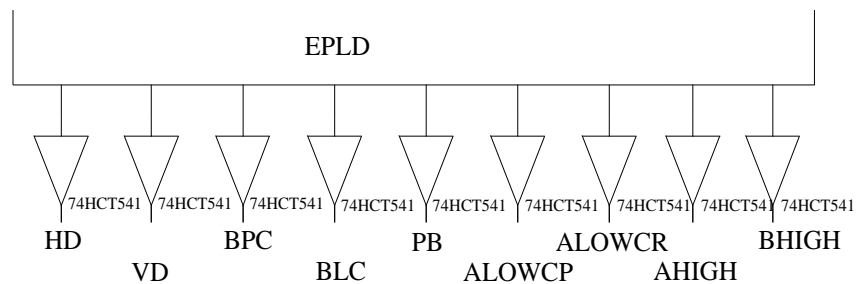 EPLD
74HCT541 74HCT541 74HCT541 74HCT541 74HCT541 74HCT541 74HCT541 74HCT541 74HCT541
HD BPC PB ALOWCR BHIGH
VD BLC ALOWCP AHIGH